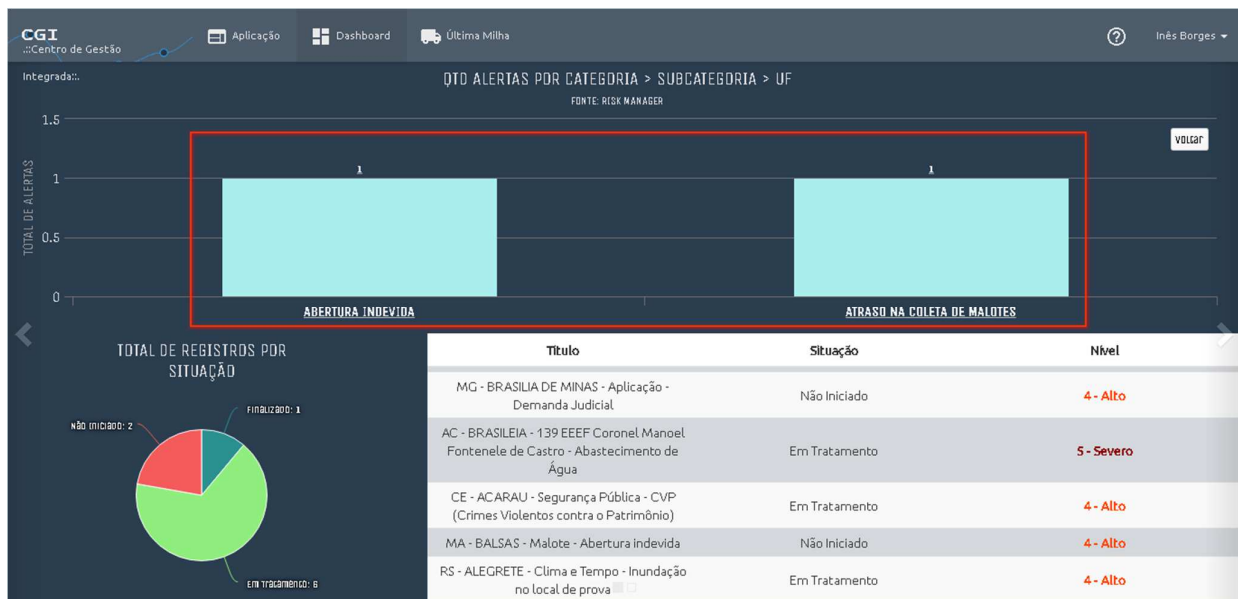 CGI
.::Centro de Gestão
Integrada::.
Aplicação
Dashboard
Última Milha
Inês Borges
QTD ALERTAS POR CATEGORIA > SUBCATEGORIA > UF
FONTE: RISK MANAGER
voltar
TOTAL DE ALERTAS
1.5
1
0.5
0
1
1
ABERTURA INDEVIDA
ATRASO NA COLETA DE MALOTES
TOTAL DE REGISTROS POR
SITUAÇÃO
Finalizado: 1
Não Iniciado: 2
Em Tratamento: 6
Título Situação Nível
MG - BRASILIA DE MINAS - Aplicação -
Demanda Judicial
Não Iniciado
4 - Alto
AC - BRASILEIA - 139 EEEF Coronel Manoel
Fontenele de Castro - Abastecimento de
Água
Em Tratamento
5 - Severo
CE - ACARAU - Segurança Pública - CVP
(Crimes Violentos contra o Patrimônio)
Em Tratamento
4 - Alto
MA - BALSAS - Malote - Abertura indevida
Não Iniciado
4 - Alto
RS - ALEGRETE - Clima e Tempo - Inundação
no local de prova
Em Tratamento
4 - Alto